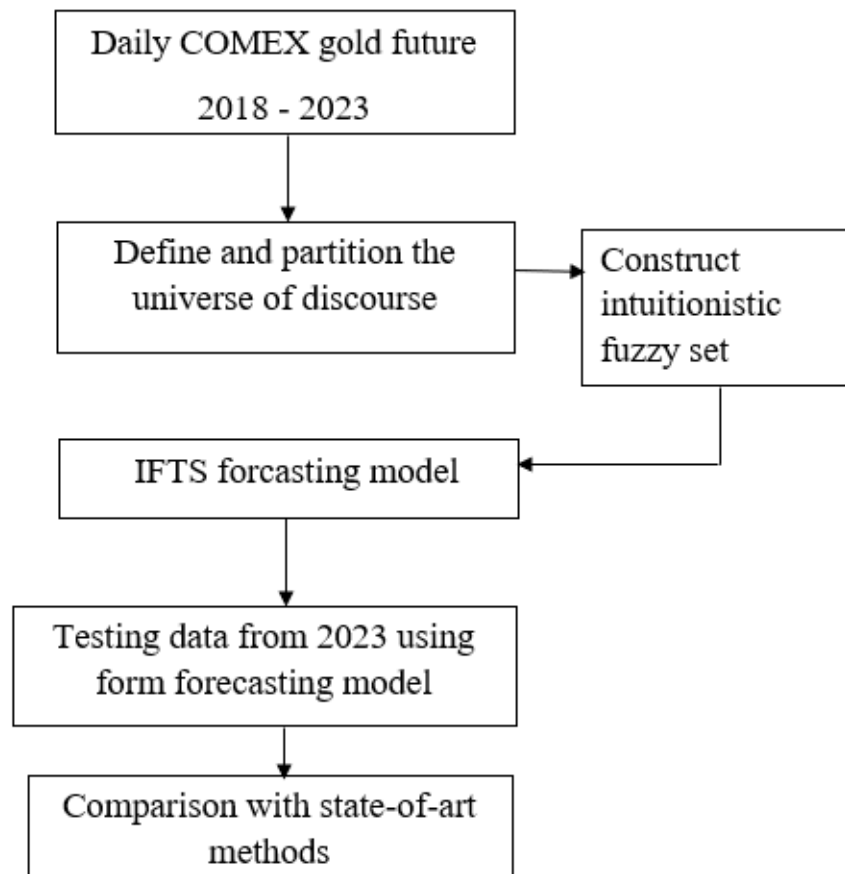 Daily COMEX gold future
2018 - 2023
Define and partition the
universe of discourse
Construct
intuitionistic
fuzzy set
IFTS forcasting model
Testing data from 2023 using
form forecasting model
Comparison with state-of-art
methods